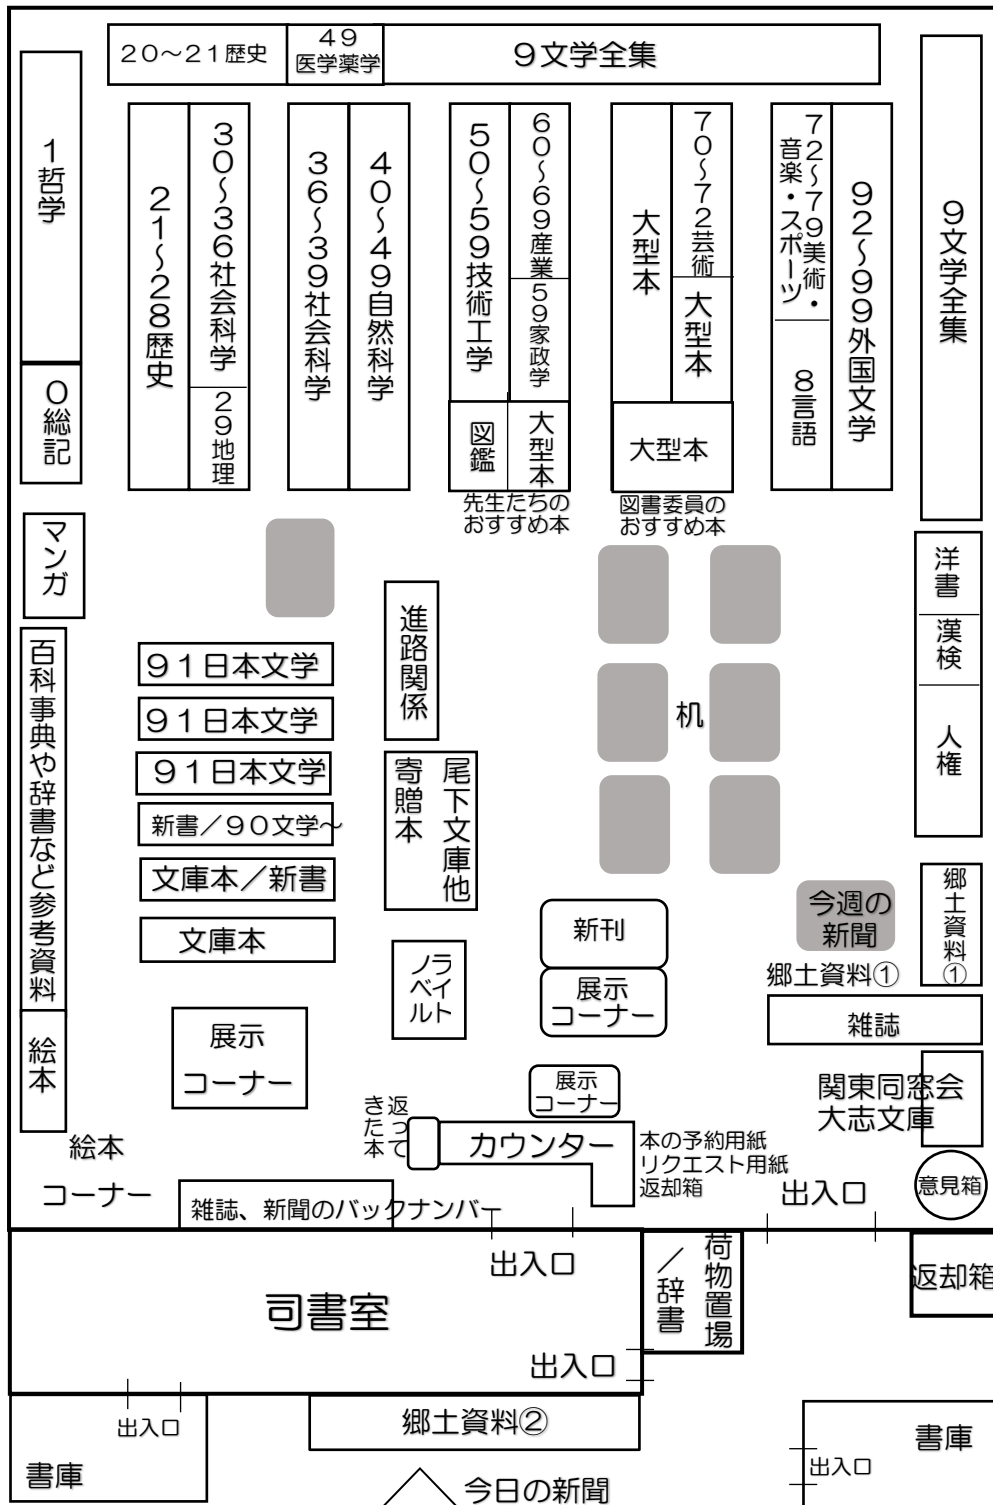 ２０～２１歴史
４９
医学薬学
９文学全集
１哲学
０総記
２１～２８歴史
３０～３６社会科学
２９地理
３６～３９社会科学
４０～４９自然科学
５０～５９技術工学
６０～６９産業
５９家政学
図鑑
大型本
先生たちの
おすすめ本
大型本
７０～７２芸術
大型本
大型本
図書委員の
おすすめ本
７２～７９美術・
音楽・スポーツ
８言語
９２～９９外国文学
９文学全集
マンガ
百科事典や辞書など参考資料
絵本
絵本
コーナー
９１日本文学
９１日本文学
９１日本文学
新書／９０文学～
文庫本／新書
文庫本
展示
コーナー
進路関係
尾下文庫他
寄贈本
ライト
ノベル
机
新刊
展示
コーナー
展示
コーナー
洋書
漢検
人権
今週の
新聞
郷土資料①
郷土資料①
雑誌
関東同窓会
大志文庫
返って
きた本
カウンター
本の予約用紙
リクエスト用紙
返却箱
出入口
意見箱
雑誌、新聞のバックナンバー
出入口
司書室
出入口
荷物置場
／辞書
返却箱
出入口
書庫
郷土資料②
今日の新聞
書庫
出入口